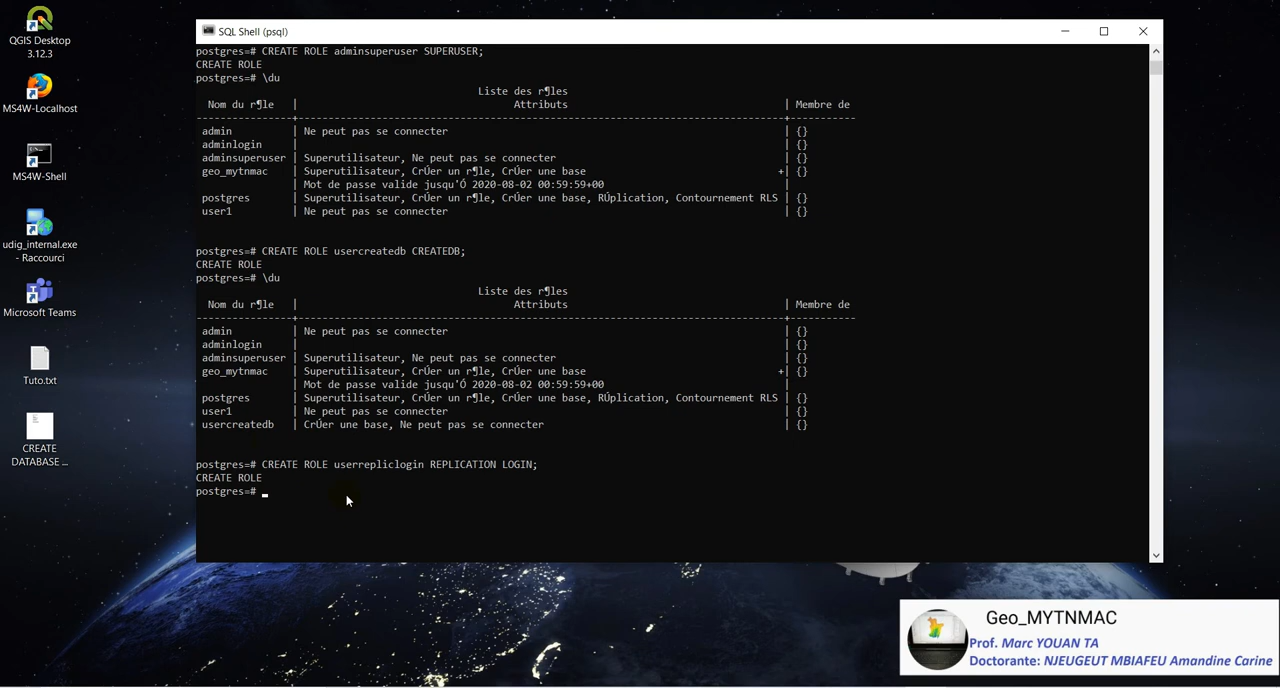 QGIS Desktop
3.12.3
MS4W-Localhost
MS4W-Shell
udig_internal.exe
- Raccourci
Microsoft Teams
Tuto.txt
CREATE
DATABASE ...
SQL Shell (psql)
postgres=# CREATE ROLE adminsuperuser SUPERUSER;
CREATE ROLE
postgres=# \du
Liste des r¶les
Nom du r¶le | Attributs | Membre de
---------------+-------------------------------------------------------------------------------+-----------
admin | Ne peut pas se connecter | {}
adminlogin | | {}
adminsuperuser | Superutilisateur, Ne peut pas se connecter | {}
geo_mytnmac | Superutilisateur, CrÚer un r¶le, CrÚer une base +| {}
| Mot de passe valide jusqu'Ó 2020-08-02 00:59:59+00 |
postgres | Superutilisateur, CrÚer un r¶le, CrÚer une base, RÚplication, Contournement RLS | {}
user1 | Ne peut pas se connecter | {}
postgres=# CREATE ROLE usercreatedb CREATEDB;
CREATE ROLE
postgres=# \du
Liste des r¶les
Nom du r¶le | Attributs | Membre de
---------------+-------------------------------------------------------------------------------+-----------
admin | Ne peut pas se connecter | {}
adminlogin | | {}
adminsuperuser | Superutilisateur, Ne peut pas se connecter | {}
geo_mytnmac | Superutilisateur, CrÚer un r¶le, CrÚer une base +| {}
| Mot de passe valide jusqu'Ó 2020-08-02 00:59:59+00 |
postgres | Superutilisateur, CrÚer un r¶le, CrÚer une base, RÚplication, Contournement RLS | {}
user1 | Ne peut pas se connecter | {}
usercreatedb | CrÚer une base, Ne peut pas se connecter | {}
postgres=# CREATE ROLE userrepliclogin REPLICATION LOGIN;
CREATE ROLE
postgres=#
Geo_MYTNMAC
Prof. Marc YOUAN TA
Doctorante: NJEUGEUT MBIAFEU Amandine Carine